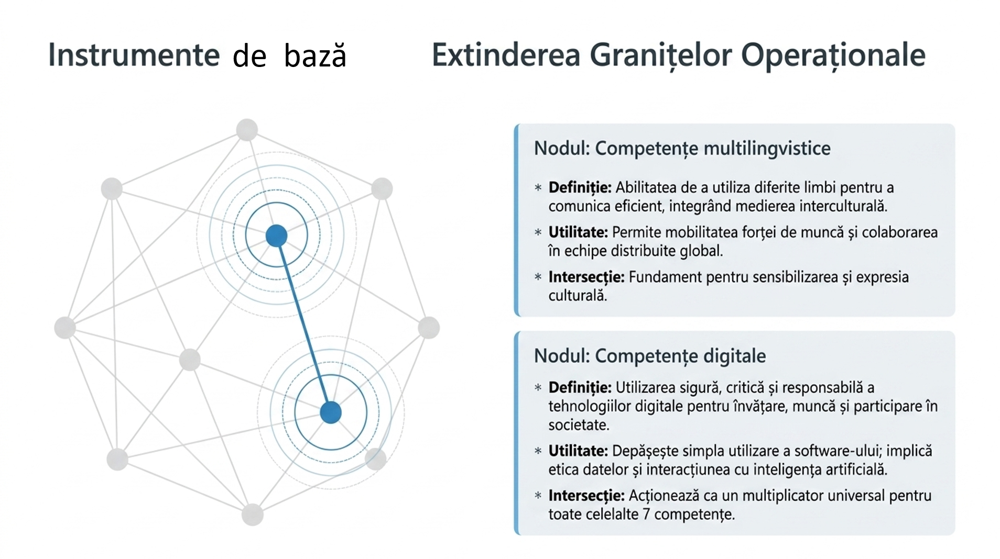 Instrumente de bază
Extinderea Granițelor Operaționale
Nodul: Competențe multilingvistice
* Definiție: Abilitatea de a utiliza diferite limbi pentru a
comunica eficient, integrând medierea interculturală.
* Utilitate: Permite mobilitatea forței de muncă și colaborarea
în echipe distribuite global.
* Intersecție: Fundament pentru sensibilizarea și expresia
culturală.
Nodul: Competențe digitale
* Definiție: Utilizarea sigură, critică și responsabilă a
tehnologiilor digitale pentru învățare, muncă și participare în
societate.
* Utilitate: Depășește simpla utilizare a software-ului; implică
etica datelor și interacțiunea cu inteligența artificială.
* Intersecție: Acționează ca un multiplicator universal pentru
toate celelalte 7 competențe.